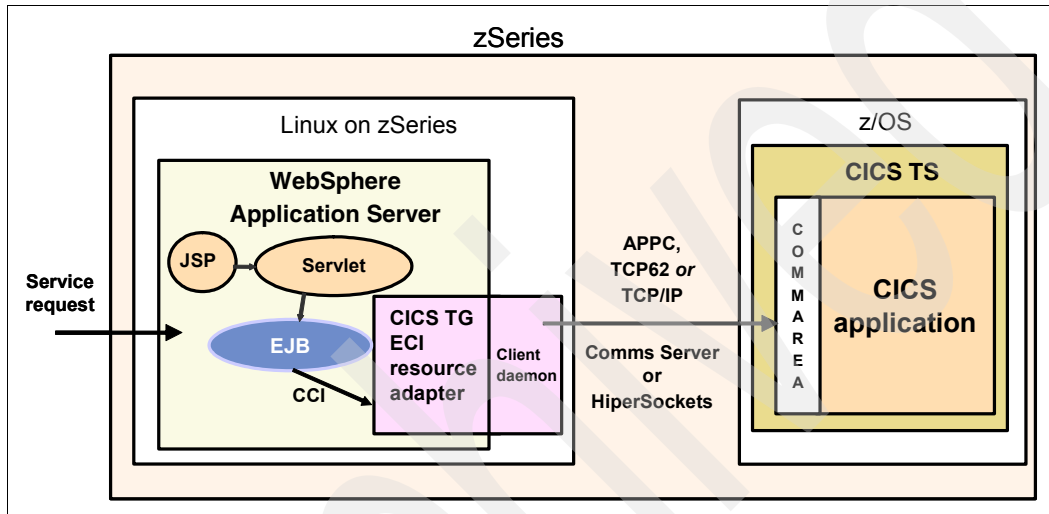 zSeries
Linux on zSeries
WebSphere
Application Server
JSP
Servlet
EJB
CCI
CICS TG
ECI
resource
adapter
Client
daemon
Service
request
APPC,
TCP62 or
TCP/IP
Comms Server
or
HiperSockets
z/OS
CICS TS
C
O
M
M
A
R
E
A
CICS
application